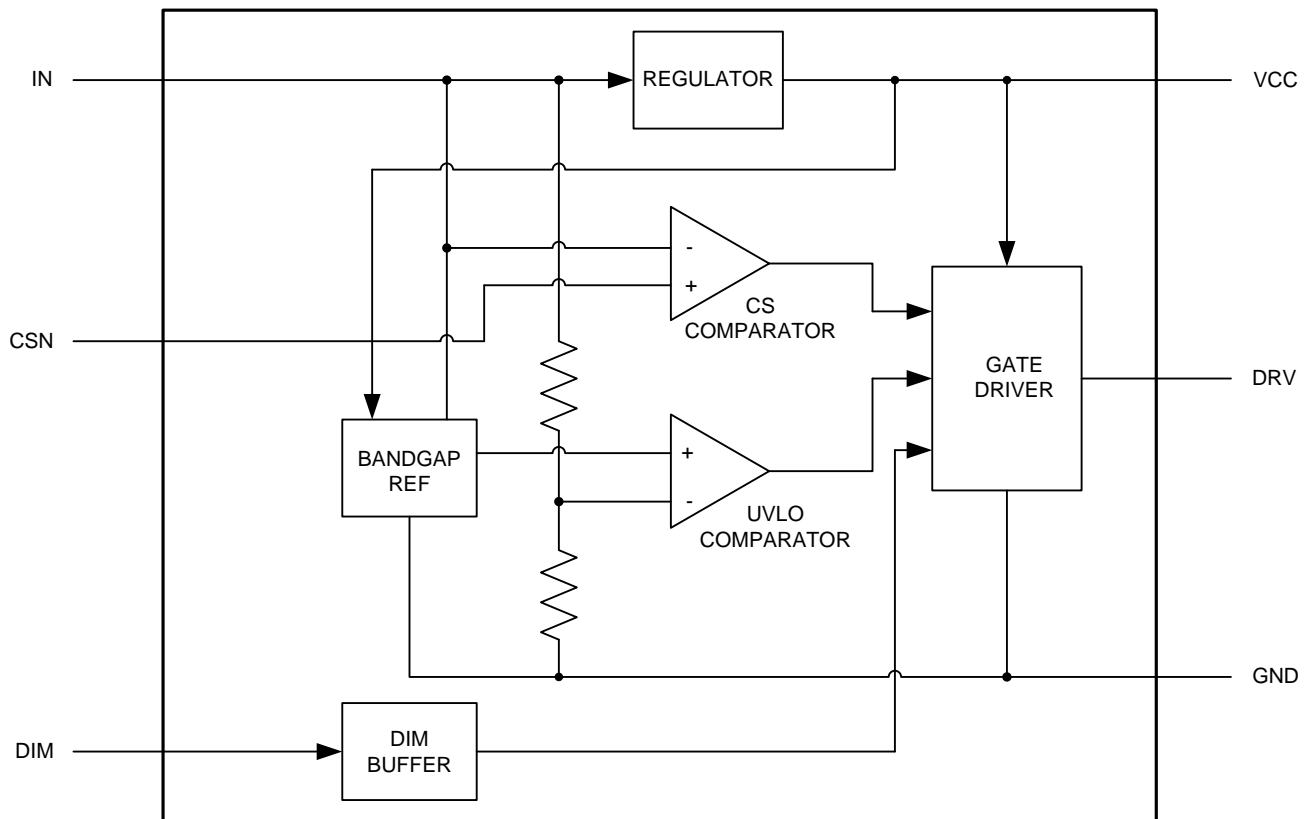 IN
REGULATOR
VCC
-
+
CS
COMPARATOR
CSN
GATE
DRIVER
DRV
BANDGAP
REF
+
-
UVLO
COMPARATOR
GND
DIM
DIM
BUFFER